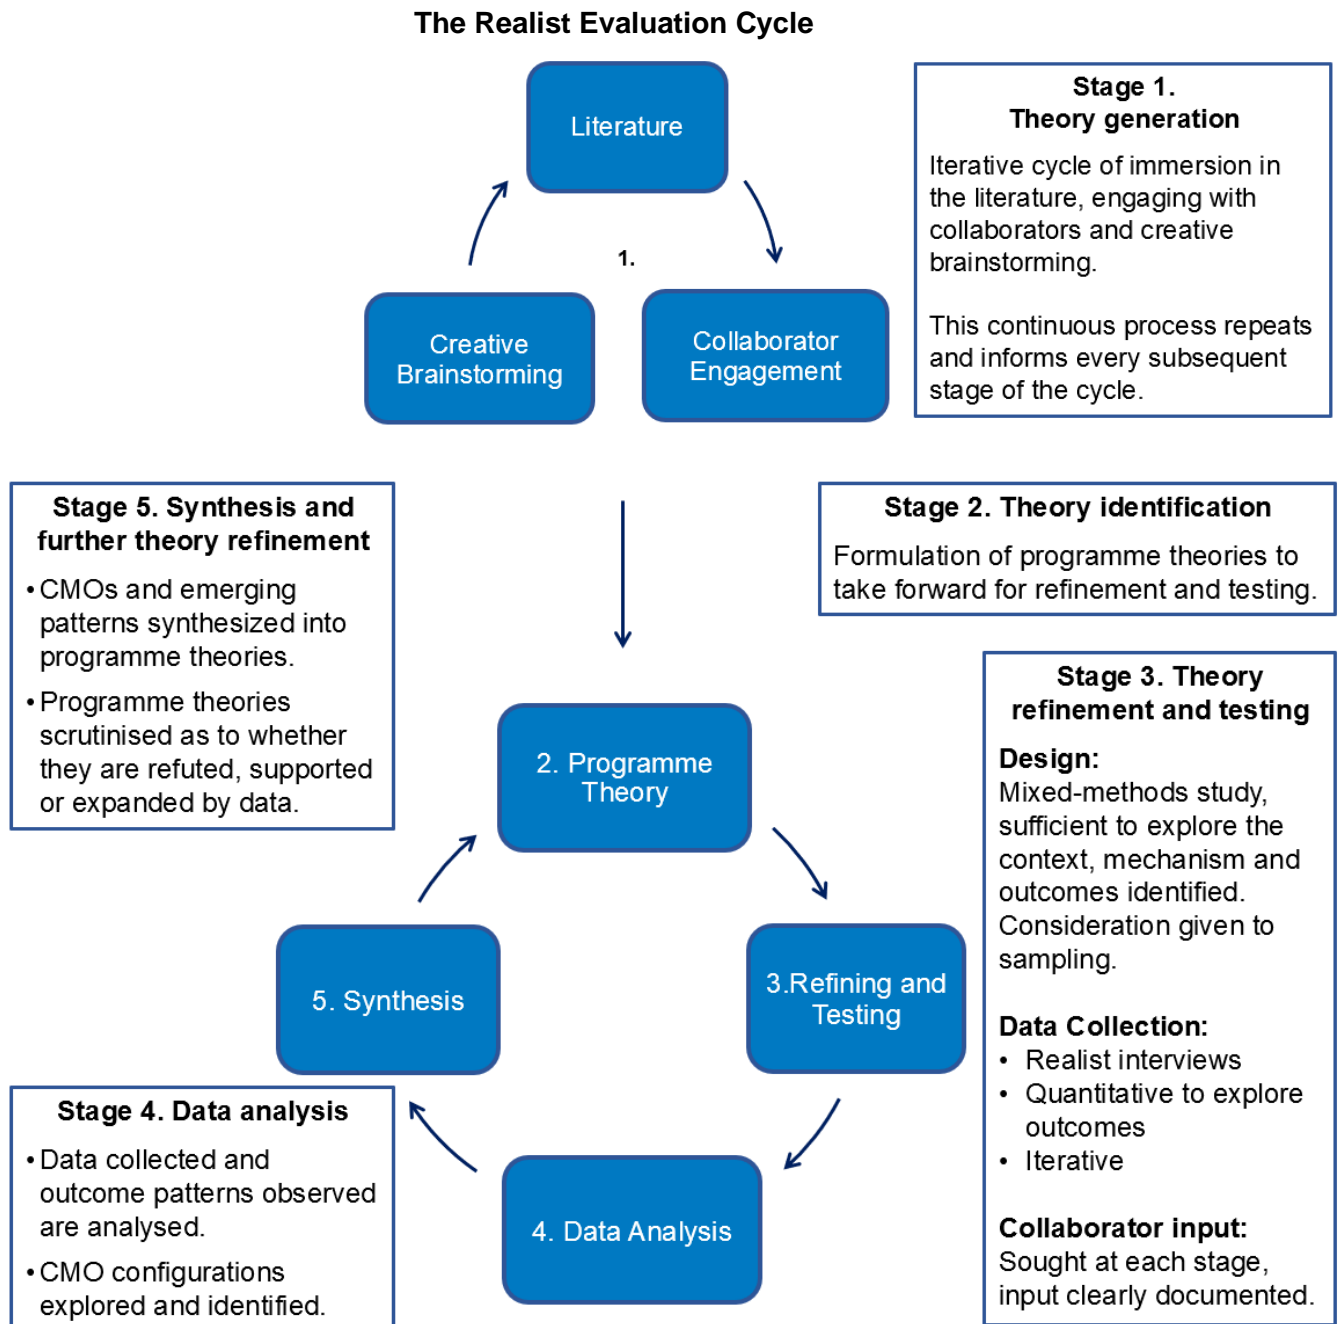 The Realist Evaluation Cycle
Literature
1.
Creative
Brainstorming
Collaborator
Engagement
Stage 1.
Theory generation
Iterative cycle of immersion in
the literature, engaging with
collaborators and creative
brainstorming.
This continuous process repeats
and informs every subsequent
stage of the cycle.
Stage 5. Synthesis and
further theory refinement
• CMOs and emerging
patterns synthesized into
programme theories.
• Programme theories
scrutinised as to whether
they are refuted, supported
or expanded by data.
Stage 2. Theory identification
Formulation of programme theories to
take forward for refinement and testing.
2. Programme
Theory
3.Refining and
Testing
4. Data Analysis
5. Synthesis
Stage 3. Theory
refinement and testing
Design:
Mixed-methods study,
sufficient to explore the
context, mechanism and
outcomes identified.
Consideration given to
sampling.
Data Collection:
• Realist interviews
• Quantitative to explore
outcomes
• Iterative
Collaborator input:
Sought at each stage,
input clearly documented.
Stage 4. Data analysis
• Data collected and
outcome patterns observed
are analysed.
• CMO configurations
explored and identified.